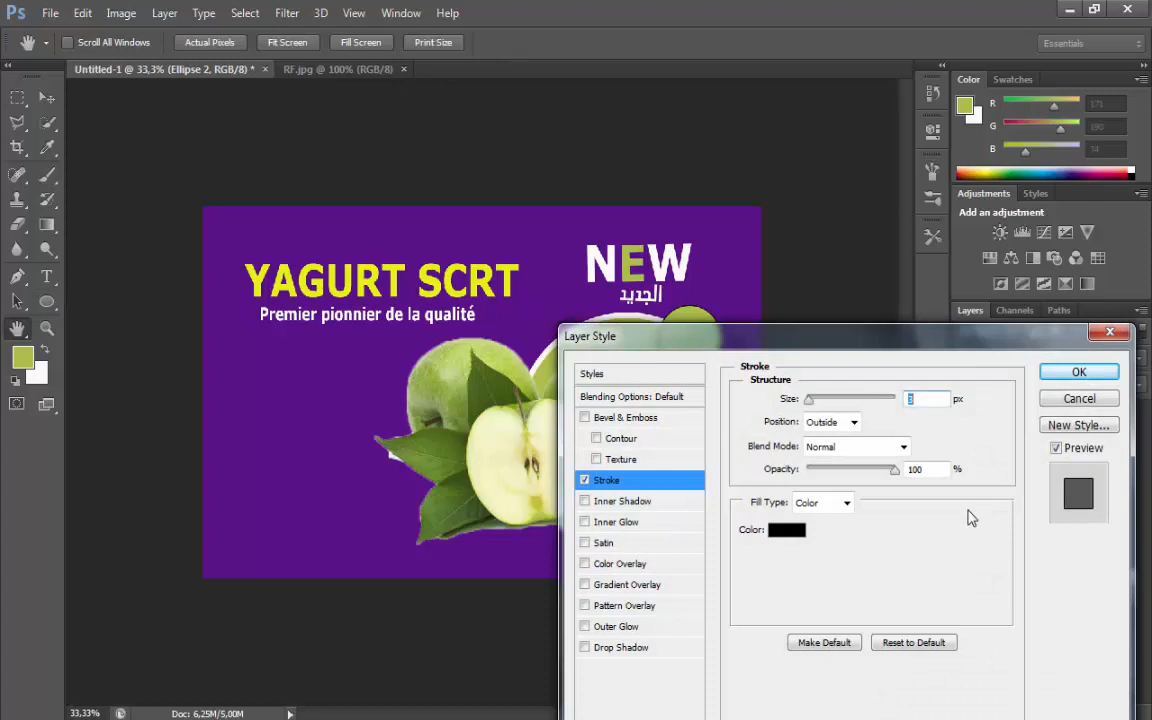 Ps File Edit Image Layer Type Select Filter 3D View Window Help
Scroll All Windows Actual Pixels Fit Screen Fill Screen Print Size Essentials
Untitled-1 @ 33,3% (Ellipse 2, RGB/8) * × RF.jpg @ 100% (RGB/8) ×
Color Swatches
R 171
G 190
B 74
Adjustments Styles
Add an adjustment
Layers Channels Paths
NEW
الجديد
YAGURT SCRT
Premier pionnier de la qualité
Layer Style
Styles
Blending Options: Default
Bevel & Emboss
Contour
Texture
Stroke
Inner Shadow
Inner Glow
Satin
Color Overlay
Gradient Overlay
Pattern Overlay
Outer Glow
Drop Shadow
Stroke
Structure
Size: 3 px
Position: Outside
Blend Mode: Normal
Opacity: 100 %
Fill Type: Color
Color:
Make Default Reset to Default
OK
Cancel
New Style...
Preview
33,33% Doc: 6,25M/5,00M